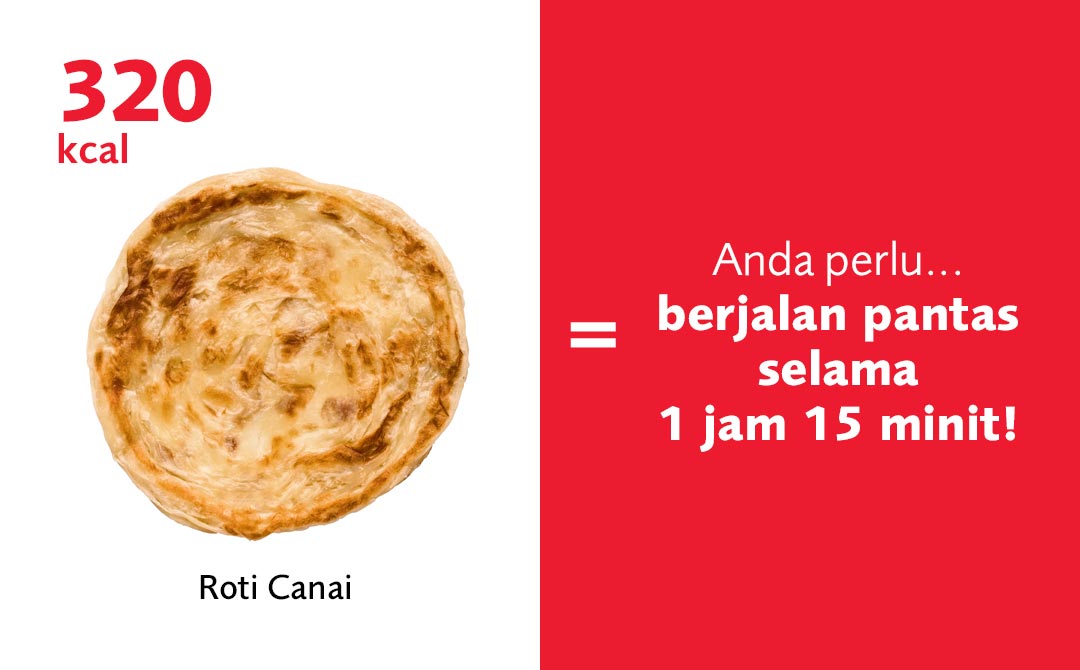 320
kcal
Roti Canai
=
Anda perlu...
berjalan pantas
selama
1 jam 15 minit!